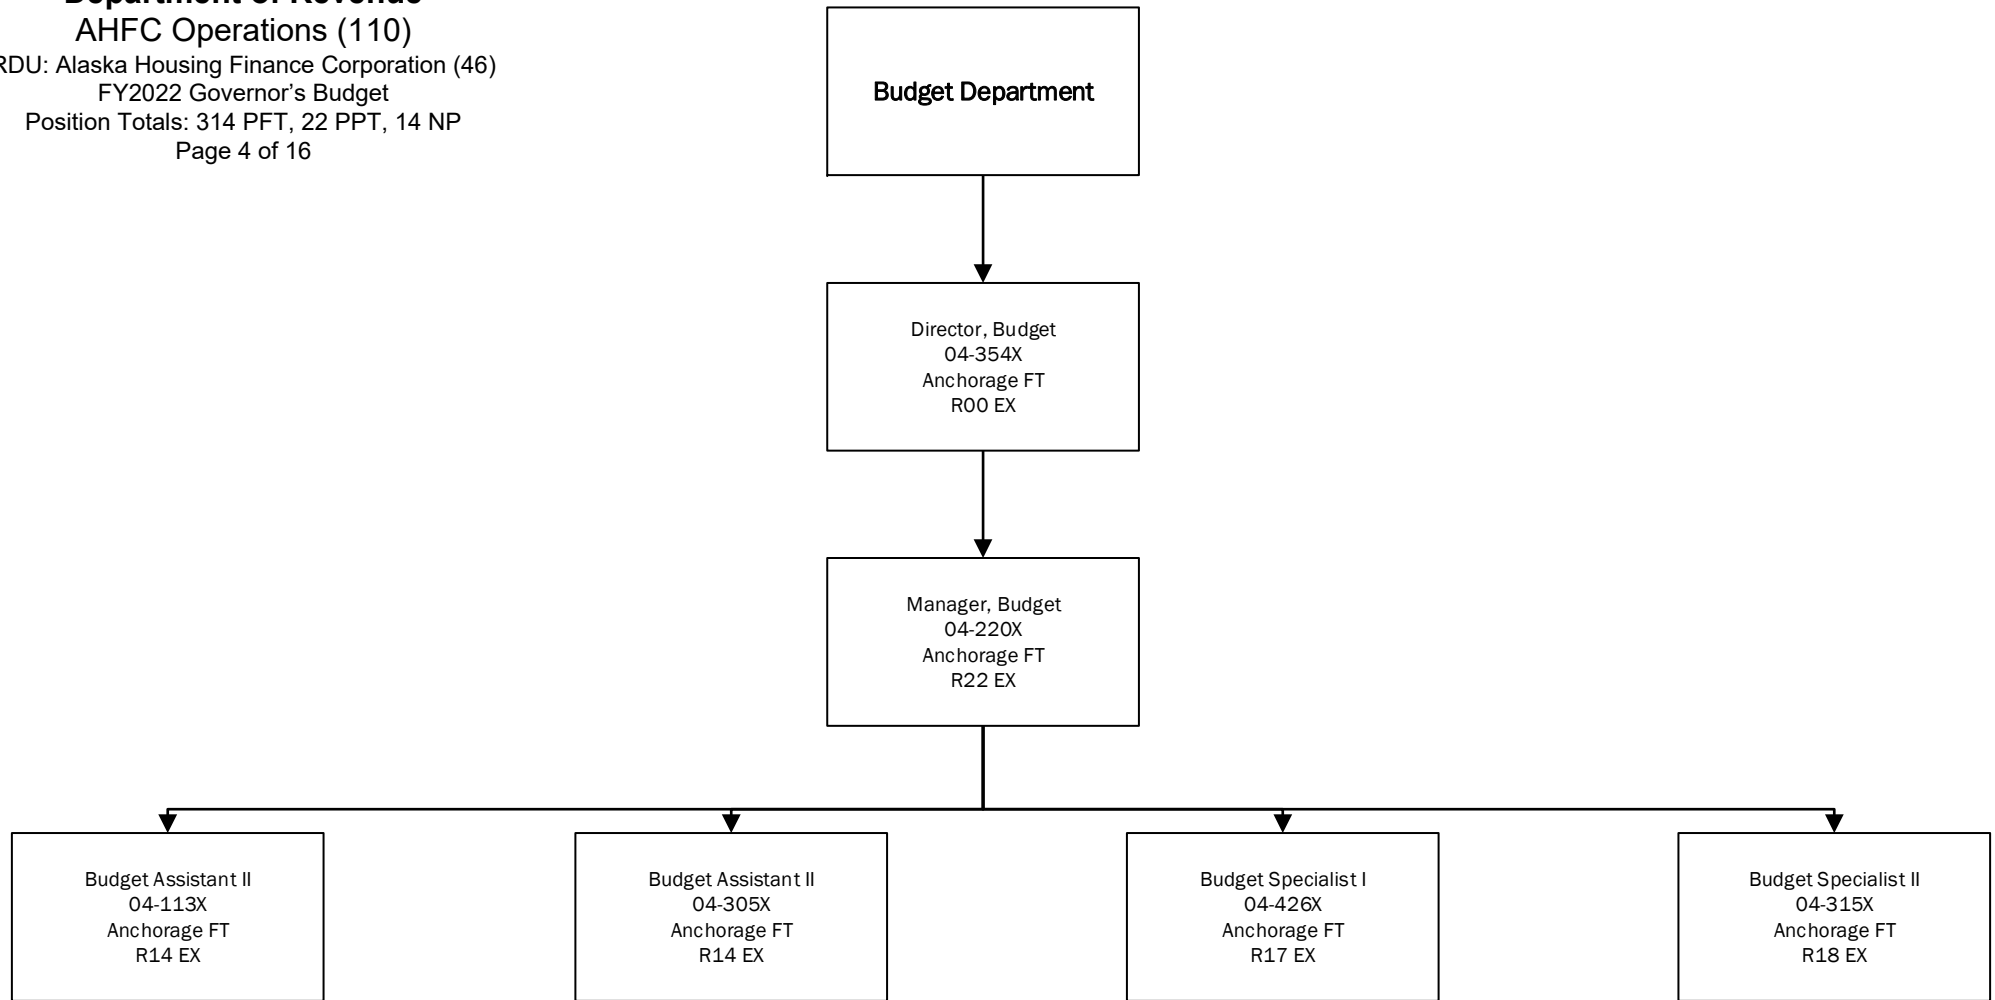 Department of Revenue
AHFC Operations (110)
RDU: Alaska Housing Finance Corporation (46)
FY2022 Governor's Budget
Position Totals: 314 PFT, 22 PPT, 14 NP
Page 4 of 16
Budget Department
Director, Budget
04-354X
Anchorage FT
R00 EX
Manager, Budget
04-220X
Anchorage FT
R22 EX
Budget Assistant II
04-113X
Anchorage FT
R14 EX
Budget Assistant II
04-305X
Anchorage FT
R14 EX
Budget Specialist I
04-426X
Anchorage FT
R17 EX
Budget Specialist II
04-315X
Anchorage FT
R18 EX